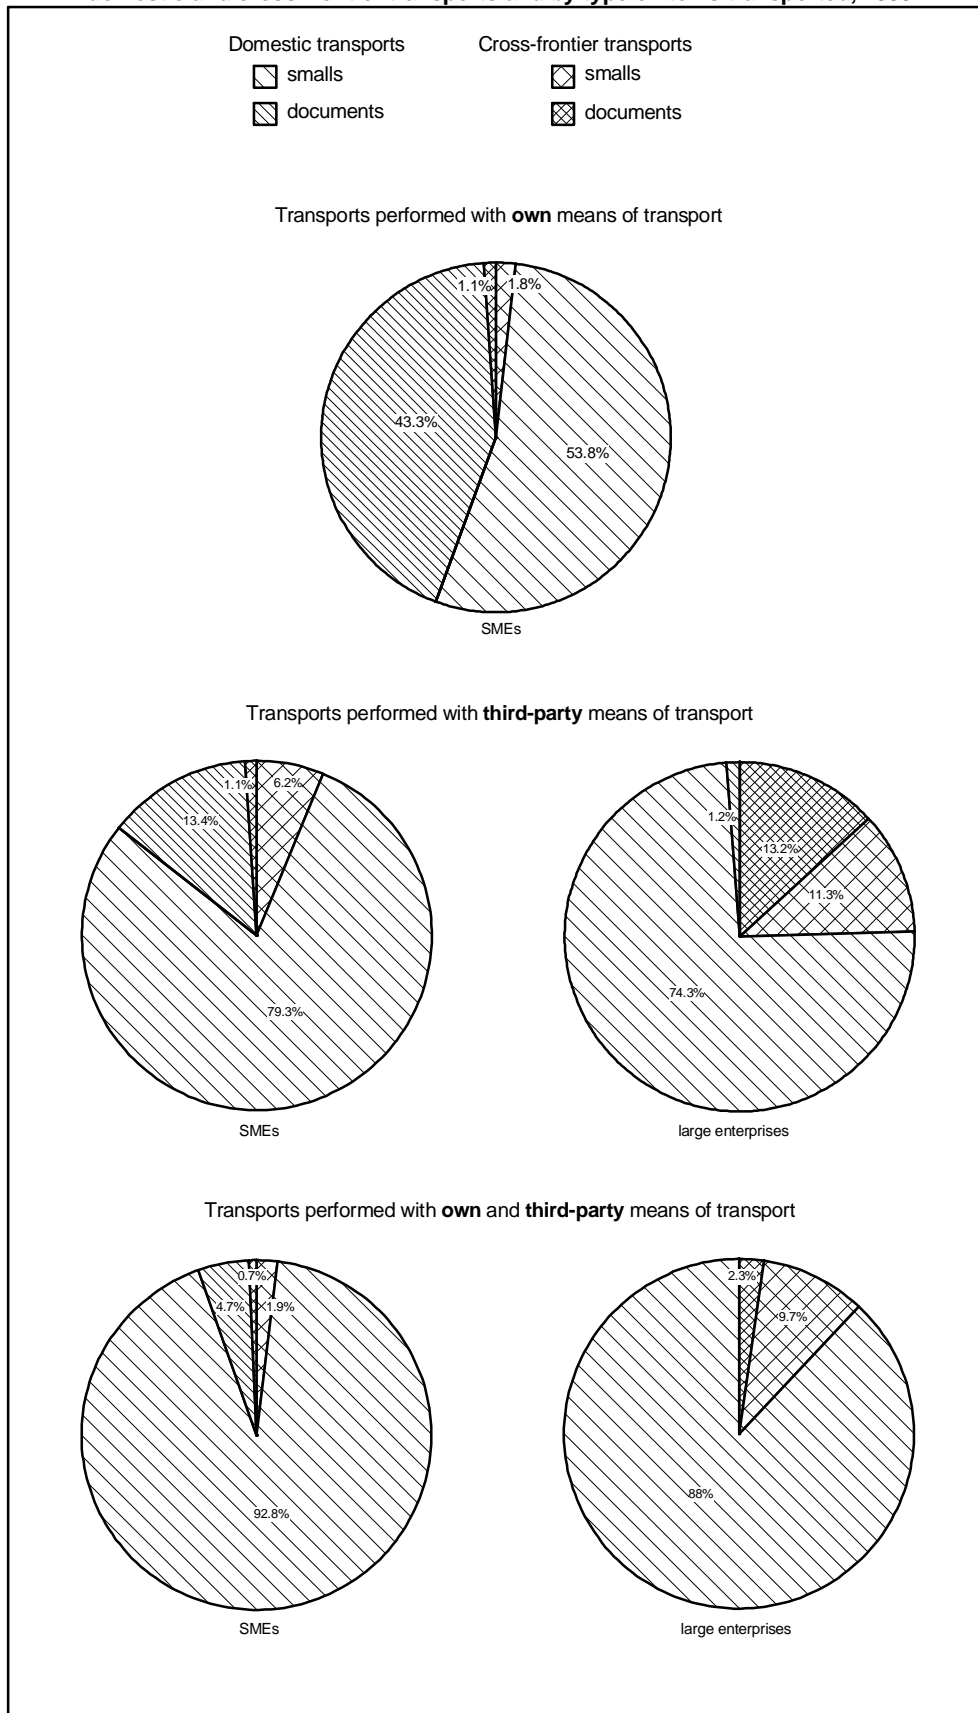 Domestic transports Cross-frontier transports
smalls smalls
documents documents
Transports performed with own means of transport
1.1% 1.8%
43.3%
53.8%
SMEs
Transports performed with third-party means of transport
1.1% 6.2%
13.4% 1.2%
13.2%
11.3%
79.3% 74.3%
SMEs large enterprises
Transports performed with own and third-party means of transport
0.7% 2.3%
4.7% 1.9% 9.7%
92.8% 88%
SMEs large enterprises